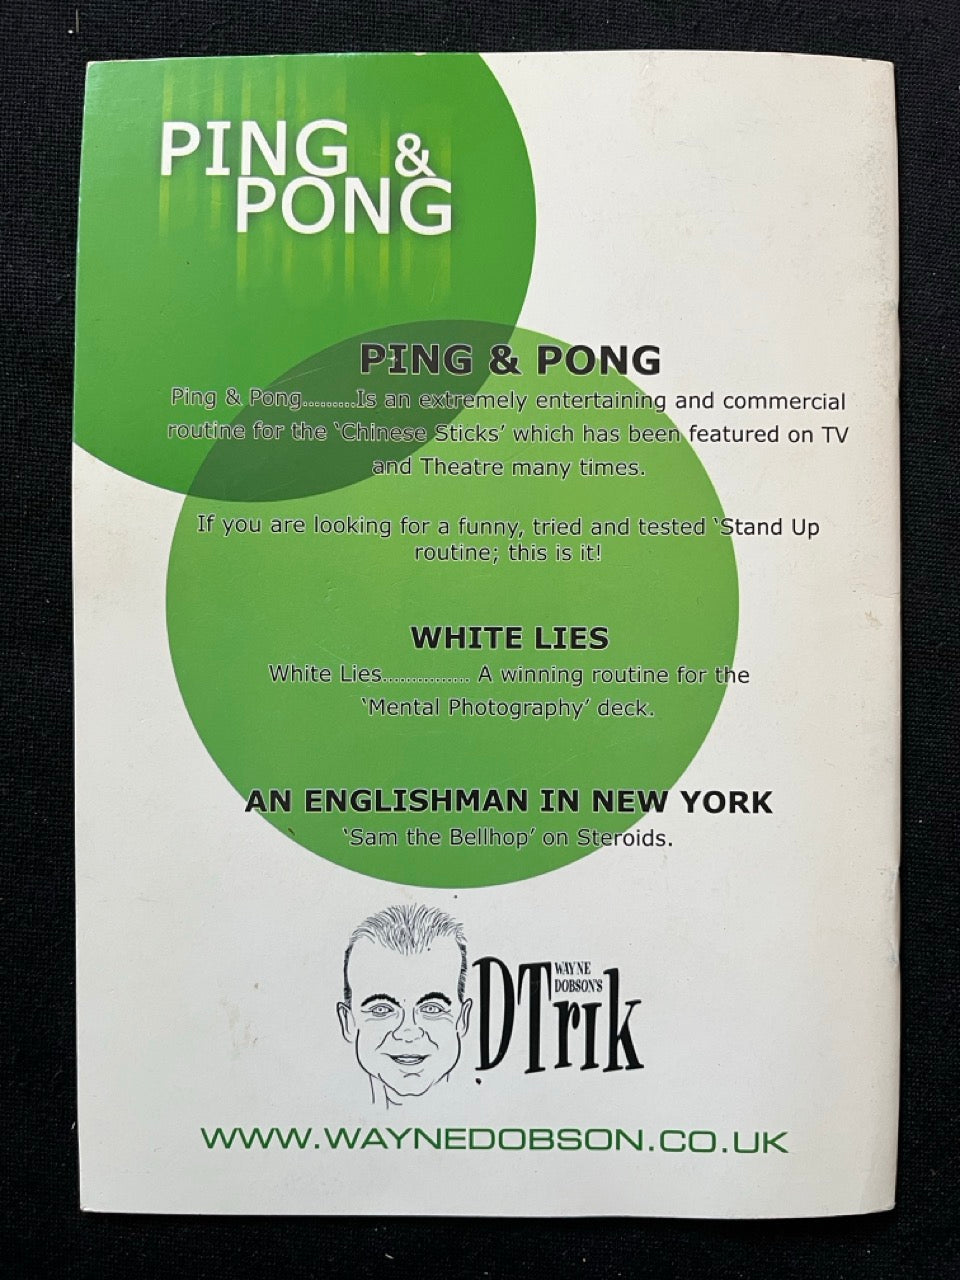 PING &
PONG
PING & PONG
Ping & Pong.........Is an extremely entertaining and commercial
routine for the ‘Chinese Sticks’ which has been featured on TV
and Theatre many times.
If you are looking for a funny, tried and tested ‘Stand Up
routine; this is it!
WHITE LIES
White Lies................ A winning routine for the
‘Mental Photography’ deck.
AN ENGLISHMAN IN NEW YORK
‘Sam the Bellhop’ on Steroids.
WAYNE
DOBSON'S
DTrik
WWW.WAYNEDOBSON.CO.UK